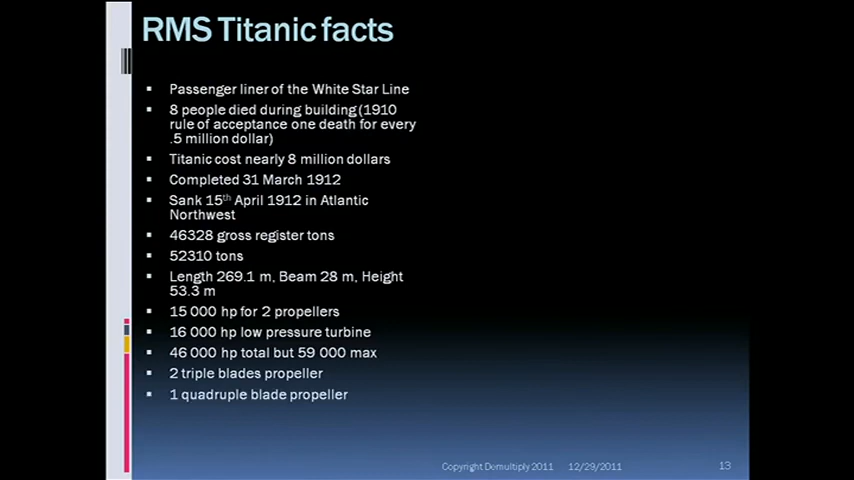 RMS Titanic facts
▪ Passenger liner of the White Star Line
▪ 8 people died during building (1910
rule of acceptance one death for every
.5 million dollar)
▪ Titanic cost nearly 8 million dollars
▪ Completed 31 March 1912
▪ Sank 15th April 1912 in Atlantic
Northwest
▪ 46328 gross register tons
▪ 52310 tons
▪ Length 269.1 m, Beam 28 m, Height
53.3 m
▪ 15 000 hp for 2 propellers
▪ 16 000 hp low pressure turbine
▪ 46 000 hp total but 59 000 max
▪ 2 triple blades propeller
▪ 1 quadruple blade propeller
Copyright Demultiply 2011 12/29/2011 13